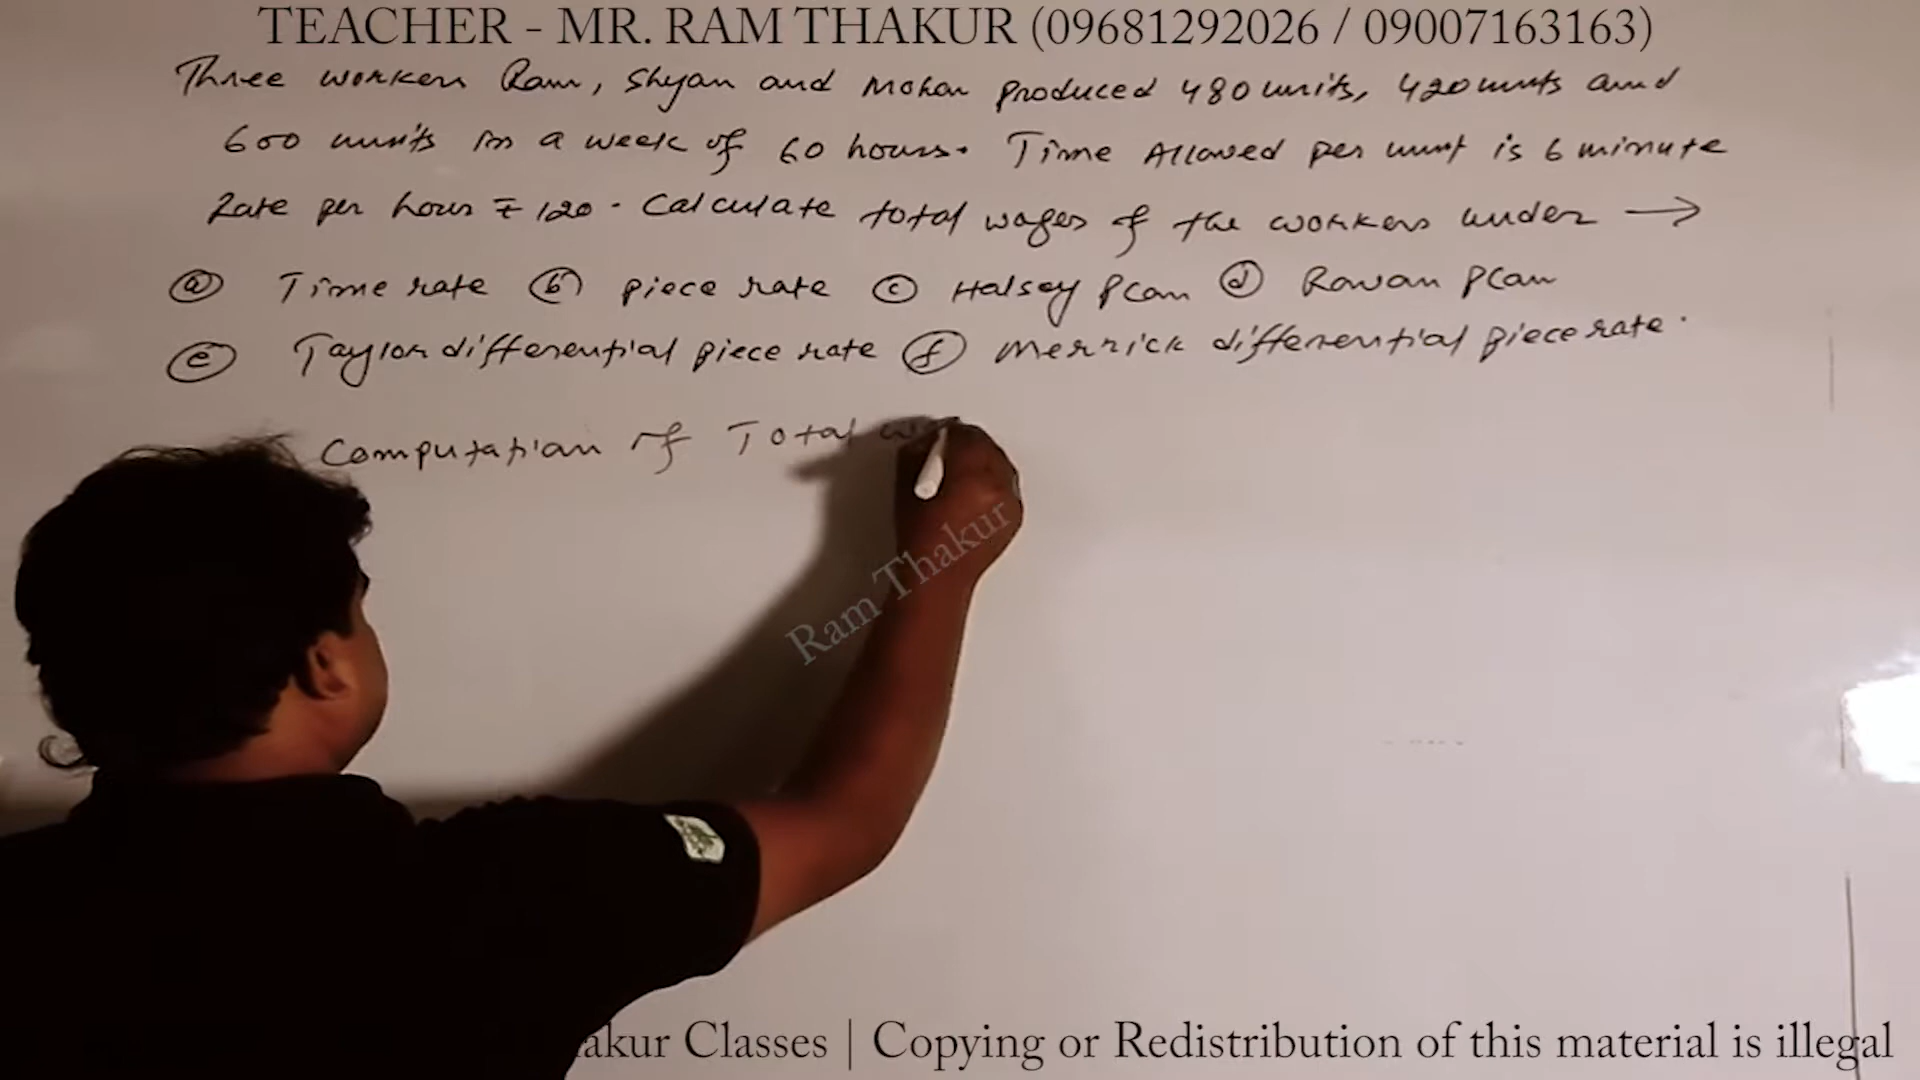 TEACHER - MR. RAM THAKUR (09681292026 / 09007163163)
Three workers Ram, Shyam and Mohan produced 480 units, 420 units and
600 units in a week of 60 hours. Time Allowed per unit is 6 minute
Rate per hour ₹ 120. Calculate total wages of the workers under →
(a) Time rate (b) piece rate (c) Halsey plan (d) Rowan plan
(e) Taylor differential piece rate (f) Merrick differential piece rate.
Computation of Total
Ram Thakur
akur Classes | Copying or Redistribution of this material is illegal